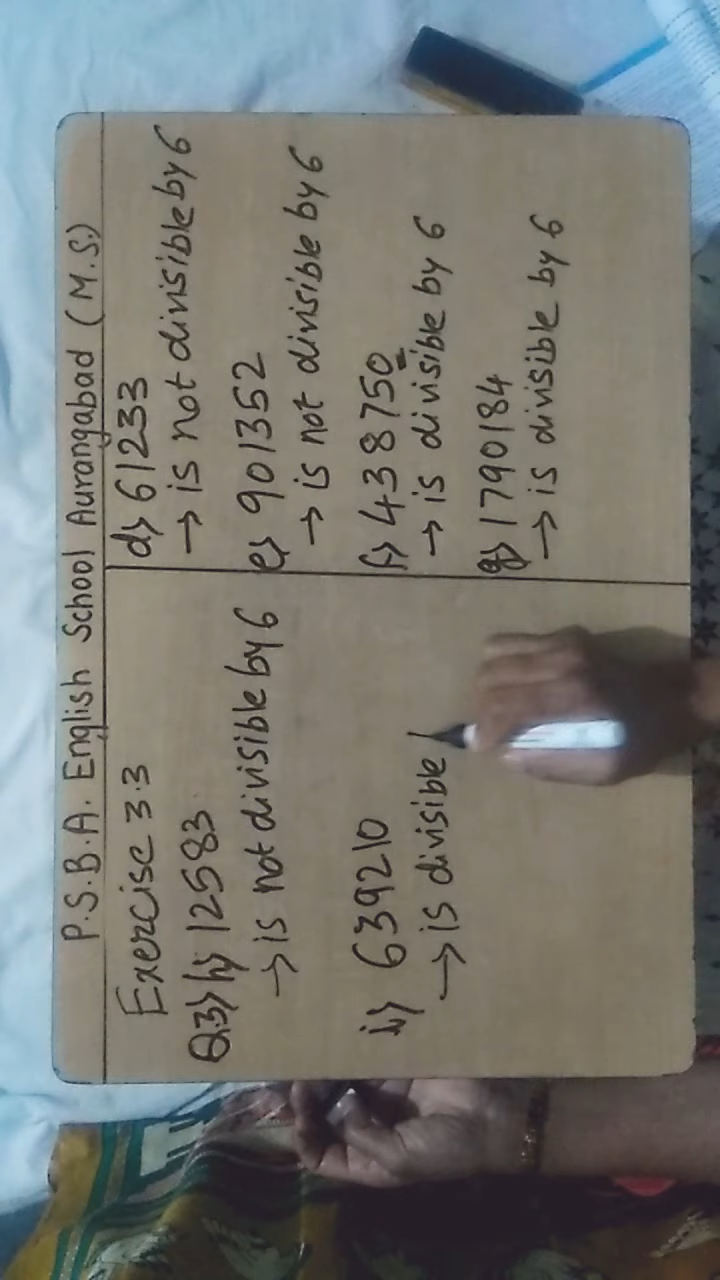 P.S.B.A. English School Aurangabad (M.S.)
Exercise 3.3
Q.3) h) 12583
→ is not divisible by 6
i) 639210
→ is divisible
d) 61233
→ is not divisible by 6
e) 901352
→ is not divisible by 6
f) 438750
→ is divisible by 6
g) 1790184
→ is divisible by 6